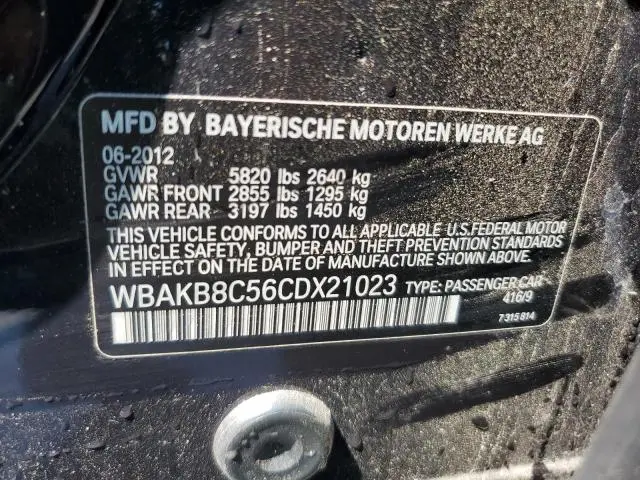 MFD BY BAYERISCHE MOTOREN WERKE AG
06-2012
GVWR 5820 lbs 2640 kg
GAWR FRONT 2855 lbs 1295 kg
GAWR REAR 3197 lbs 1450 kg
THIS VEHICLE CONFORMS TO ALL APPLICABLE U.S.FEDERAL MOTOR
VEHICLE SAFETY, BUMPER AND THEFT PREVENTION STANDARDS
IN EFFECT ON THE DATE OF MANUFACTURE SHOWN ABOVE.
WBAKB8C56CDX21023 TYPE: PASSENGER CAR
416/9
7 315 814